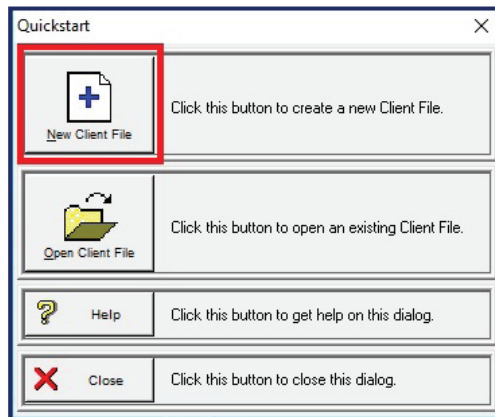 Quickstart
New Client File
Click this button to create a new Client File.
Open Client File
Click this button to open an existing Client File.
Help
Click this button to get help on this dialog.
Close
Click this button to close this dialog.